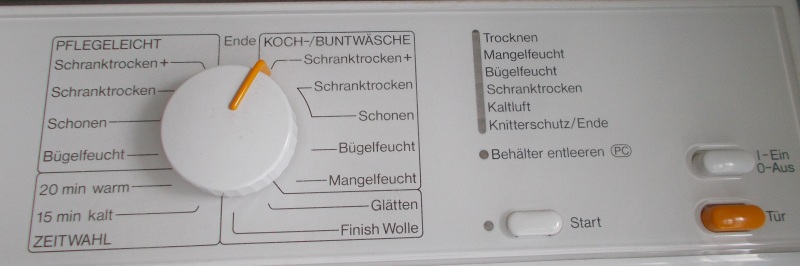 PFLEGELEICHT
Schranktrocken+
Schranktrocken
Schonen
Bügelfeucht
20 min warm
15 min kalt
ZEITWAHL
Ende
KOCH-/BUNTWÄSCHE
Schranktrocken+
Schranktrocken
Schonen
Bügelfeucht
Mangelfeucht
Glätten
Finish Wolle
Trocknen
Mangelfeucht
Bügelfeucht
Schranktrocken
Kaltluft
Knitterschutz/Ende
Behälter entleeren PC
Start
I-Ein
0-Aus
Tür